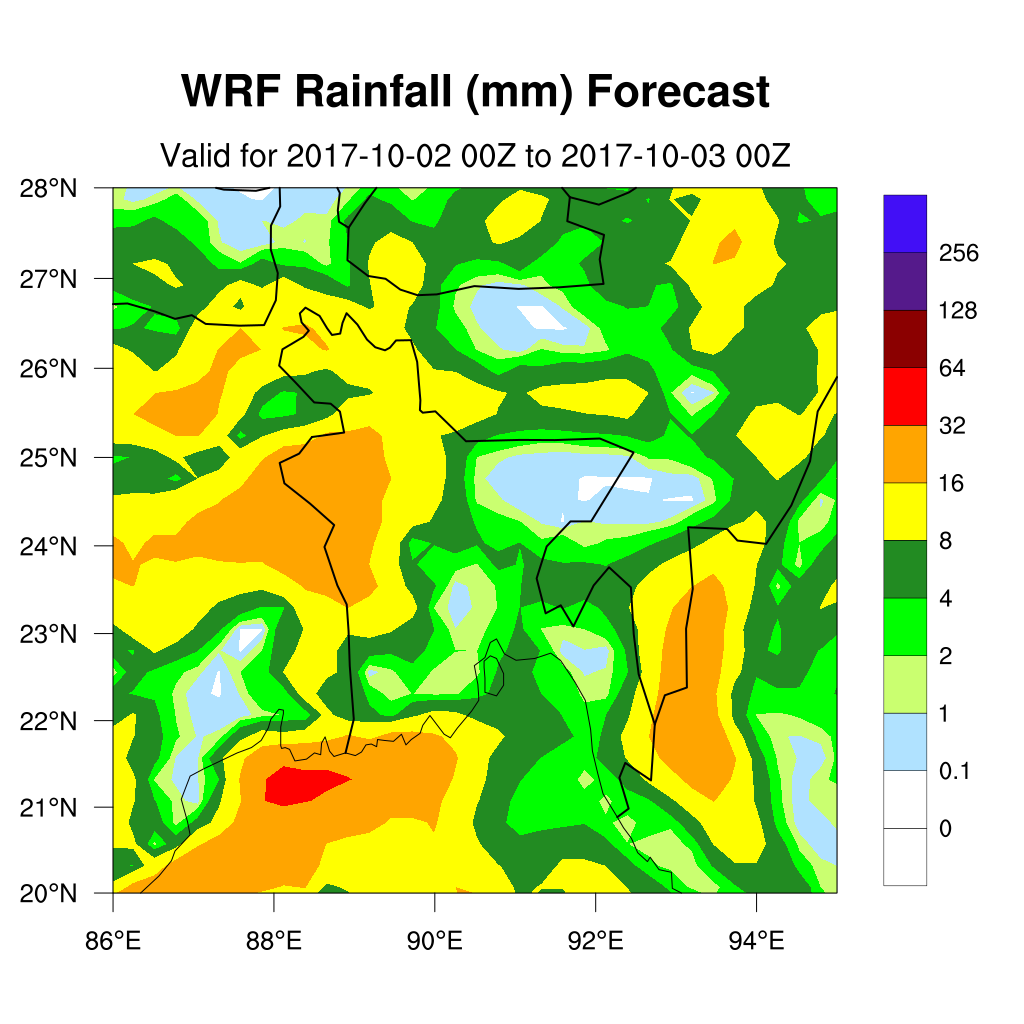 WRF Rainfall (mm) Forecast
Valid for 2017-10-02 00Z to 2017-10-03 00Z
28°N
27°N
26°N
25°N
24°N
23°N
22°N
21°N
20°N
86°E 88°E 90°E 92°E 94°E
256
128
64
32
16
8
4
2
1
0.1
0